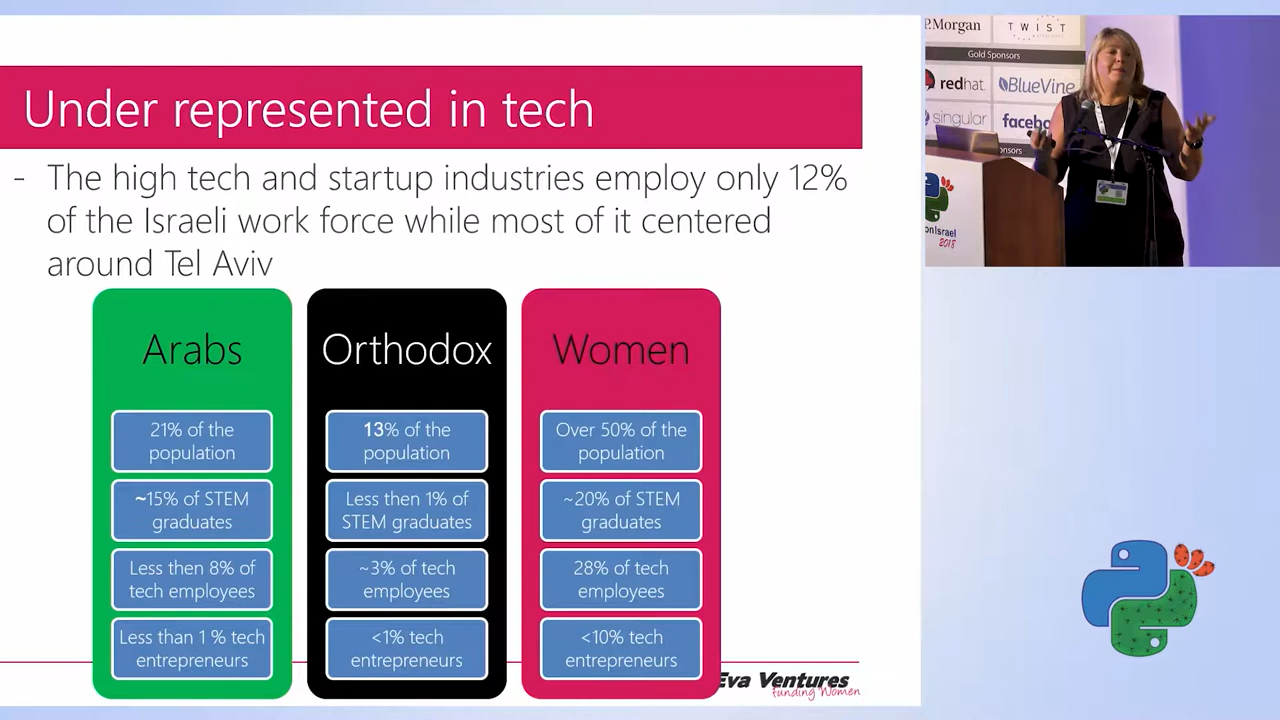 Under represented in tech
- The high tech and startup industries employ only 12%
of the Israeli work force while most of it centered
around Tel Aviv
Arabs
21% of the
population
~15% of STEM
graduates
Less then 8% of
tech employees
Less than 1 % tech
entrepreneurs
Orthodox
13% of the
population
Less then 1% of
STEM graduates
~3% of tech
employees
<1% tech
entrepreneurs
Women
Over 50% of the
population
~20% of STEM
graduates
28% of tech
employees
<10% tech
entrepreneurs
Eva Ventures
Funding Women
P.Morgan
TWIST
Gold Sponsors
redhat.
BlueVine
singular
facebo
onsors
onIsrael
2018